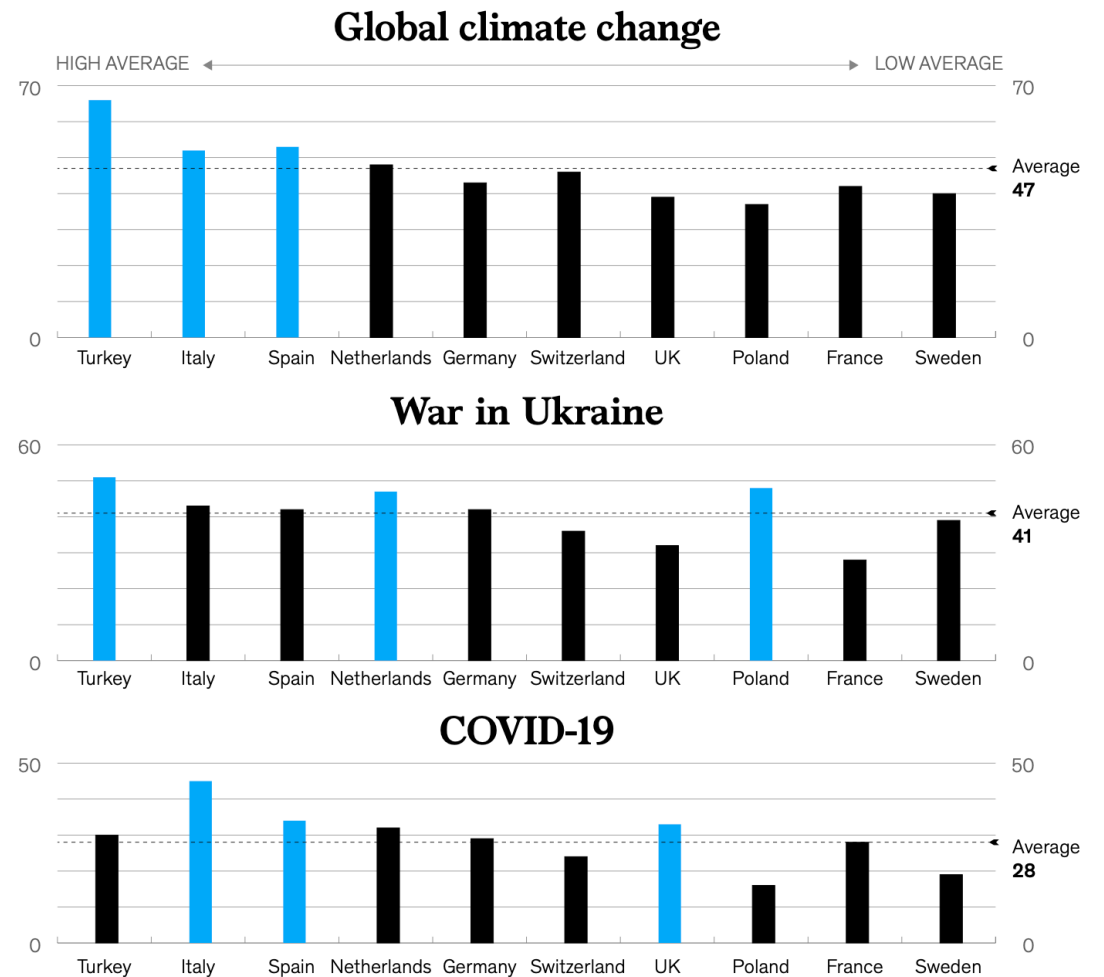 Global climate change
HIGH AVERAGE LOW AVERAGE
70 70
Average
47
0 0
Turkey Italy Spain Netherlands Germany Switzerland UK Poland France Sweden
War in Ukraine
60 60
Average
41
0 0
Turkey Italy Spain Netherlands Germany Switzerland UK Poland France Sweden
COVID-19
50 50
Average
28
0 0
Turkey Italy Spain Netherlands Germany Switzerland UK Poland France Sweden